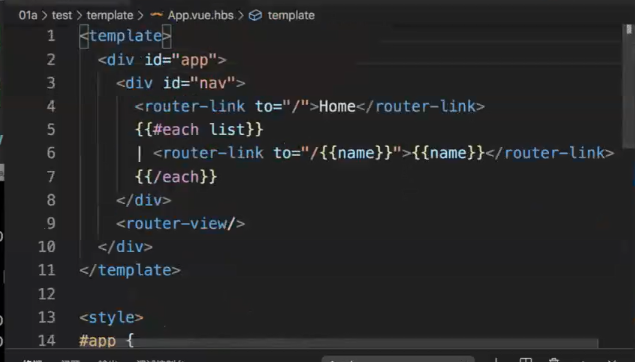 01a > test > template > App.vue.hbs > template
1 <template>
2 <div id="app">
3 <div id="nav">
4 <router-link to="/">Home</router-link>
5 {{#each list}}
6 | <router-link to="/{{name}}">{{name}}</router-link>
7 {{/each}}
8 </div>
9 <router-view/>
10 </div>
11 </template>
12
13 <style>
14 #app {